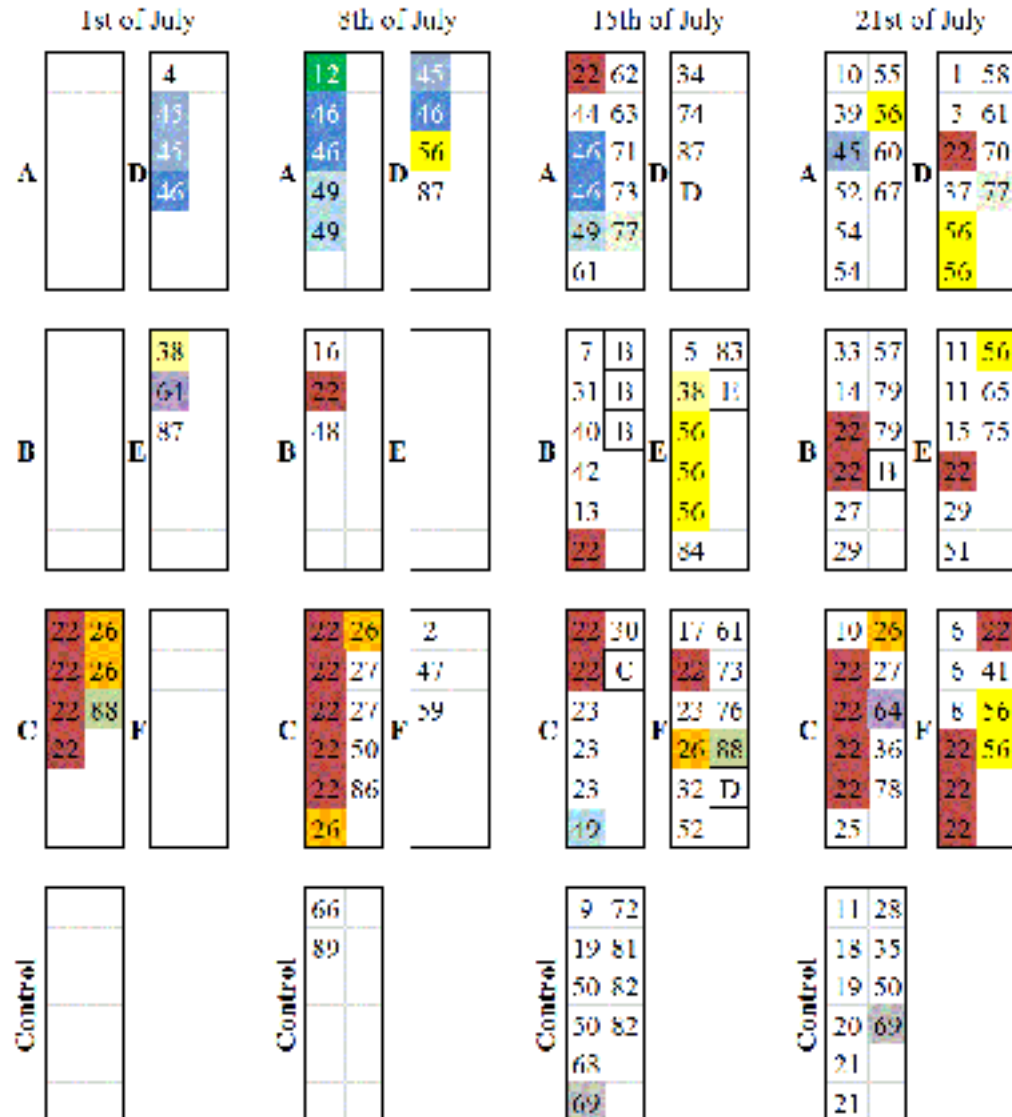 1st of July 8th of July 15th of July 21st of July
4 12 45 22 62 34 10 55 1 58
45 46 46 44 63 74 39 56 3 61
A 45 D A 46 56 D A 46 71 87 D A 45 60 22 70
46 49 87 46 73 D 52 67 37 77
49 49 77 54 56
61 54 56
38 16 7 B 5 83 33 57 11 56
64 22 31 B 38 E 14 79 11 65
87 48 40 B 56 22 79 15 75
B E B E B 42 56 E B 22 B E 22
13 56 27 29
22 84 29 51
22 26 22 26 2 22 30 17 61 10 26 6 22
22 26 22 27 47 22 C 22 73 22 27 6 41
22 88 22 27 59 23 23 76 22 64 8 56
C 22 F C 22 50 F C 23 26 88 F C 22 36 F 22 56
22 86 23 32 D 22 78 22
26 49 52 25 22
66 9 72 11 28
89 19 81 18 35
50 82 19 50
Control Control Control 50 82 Control 20 69
68 21
69 21